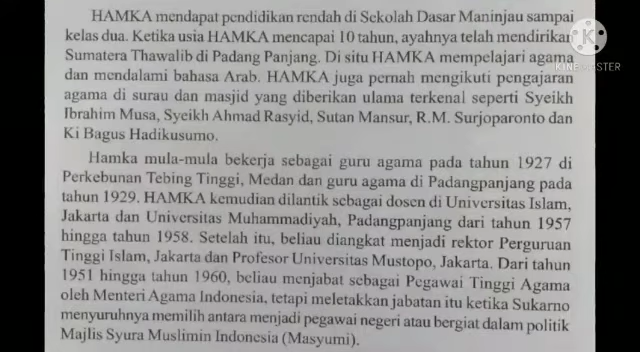 HAMKA mendapat pendidikan rendah di Sekolah Dasar Maninjau sampai
kelas dua. Ketika usia HAMKA mencapai 10 tahun, ayahnya telah mendirikan
Sumatera Thawalib di Padang Panjang. Di situ HAMKA mempelajari agama
dan mendalami bahasa Arab. HAMKA juga pernah mengikuti pengajaran
agama di surau dan masjid yang diberikan ulama terkenal seperti Syeikh
Ibrahim Musa, Syeikh Ahmad Rasyid, Sutan Mansur, R.M. Surjoparonto dan
Ki Bagus Hadikusumo.
Hamka mula-mula bekerja sebagai guru agama pada tahun 1927 di
Perkebunan Tebing Tinggi, Medan dan guru agama di Padangpanjang pada
tahun 1929. HAMKA kemudian dilantik sebagai dosen di Universitas Islam,
Jakarta dan Universitas Muhammadiyah, Padangpanjang dari tahun 1957
hingga tahun 1958. Setelah itu, beliau diangkat menjadi rektor Perguruan
Tinggi Islam, Jakarta dan Profesor Universitas Mustopo, Jakarta. Dari tahun
1951 hingga tahun 1960, beliau menjabat sebagai Pegawai Tinggi Agama
oleh Menteri Agama Indonesia, tetapi meletakkan jabatan itu ketika Sukarno
menyuruhnya memilih antara menjadi pegawai negeri atau bergiat dalam politik
Majlis Syura Muslimin Indonesia (Masyumi).
KINEMASTER